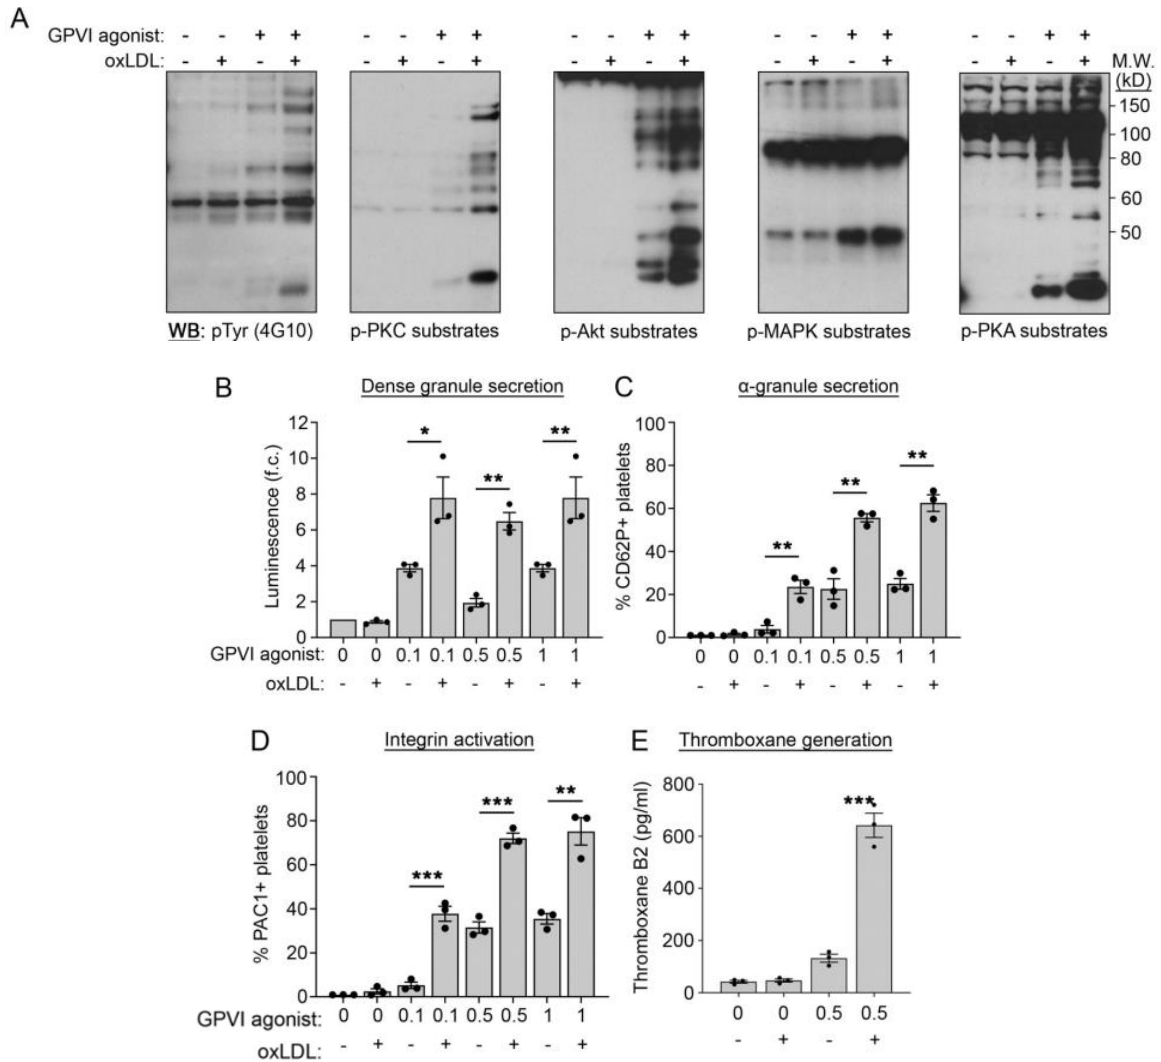 A
GPVI agonist: - - + + - - + + - - + + - - + + - - + +
oxLDL: - + - + - + - + - + - + - + - + - + - + M.W.
(kD)
150
100
80
60
50
WB: pTyr (4G10) p-PKC substrates p-Akt substrates p-MAPK substrates p-PKA substrates
B Dense granule secretion
Luminescence (f.c.)
12
10
8
6
4
2
0
* ** **
GPVI agonist: 0 0 0.1 0.1 0.5 0.5 1 1
oxLDL: - + - + - + - +
C α-granule secretion
% CD62P+ platelets
100
80
60
40
20
0
** ** **
0 0 0.1 0.1 0.5 0.5 1 1
- + - + - + - +
D Integrin activation
% PAC1+ platelets
100
80
60
40
20
0
*** *** **
GPVI agonist: 0 0 0.1 0.1 0.5 0.5 1 1
oxLDL: - + - + - + - +
E Thromboxane generation
Thromboxane B2 (pg/ml)
800
600
400
200
0
***
0 0 0.5 0.5
- + - +